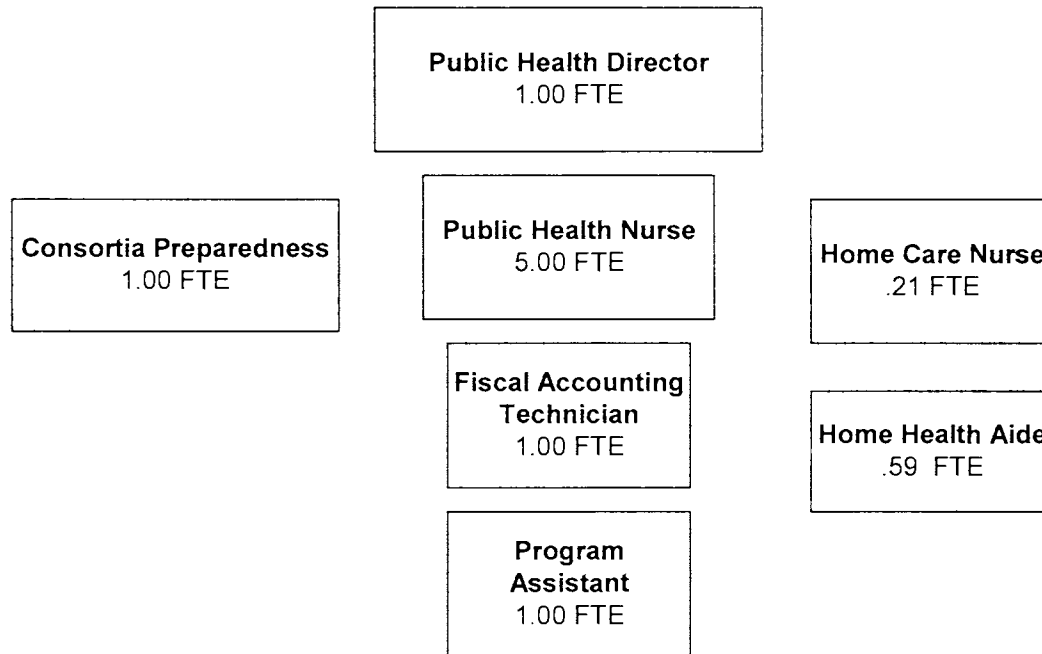 Public Health Director
1.00 FTE
Consortia Preparedness
1.00 FTE
Public Health Nurse
5.00 FTE
Home Care Nurse
.21 FTE
Fiscal Accounting
Technician
1.00 FTE
Home Health Aide
.59 FTE
Program
Assistant
1.00 FTE